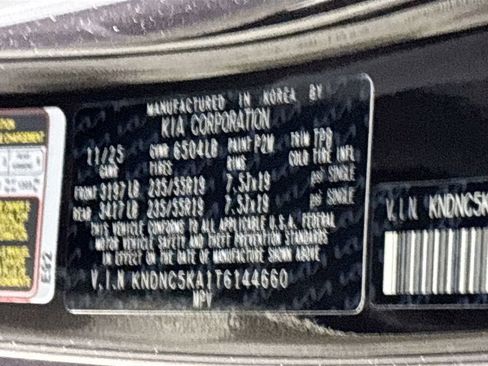 MANUFACTURED IN KOREA BY
KIA CORPORATION
11/25 GVWR 6504LB PAINT P2M TRIM TPB
GAWR TIRES RIMS COLD TIRE INFL
FRONT 3197LB 235/55R19 7.5Jx19 psi SINGLE
REAR 3417LB 235/55R19 7.5Jx19 psi SINGLE
THIS VEHICLE CONFORMS TO ALL APPLICABLE U.S.A. FEDERAL
MOTOR VEHICLE SAFETY AND THEFT PREVENTION STANDARDS
IN EFFECT ON THE DATE OF MANUFACTURE SHOWN ABOVE
V.I.N KNDNC5KA1T6144660
MPV
V.I.N. KNDNC5K